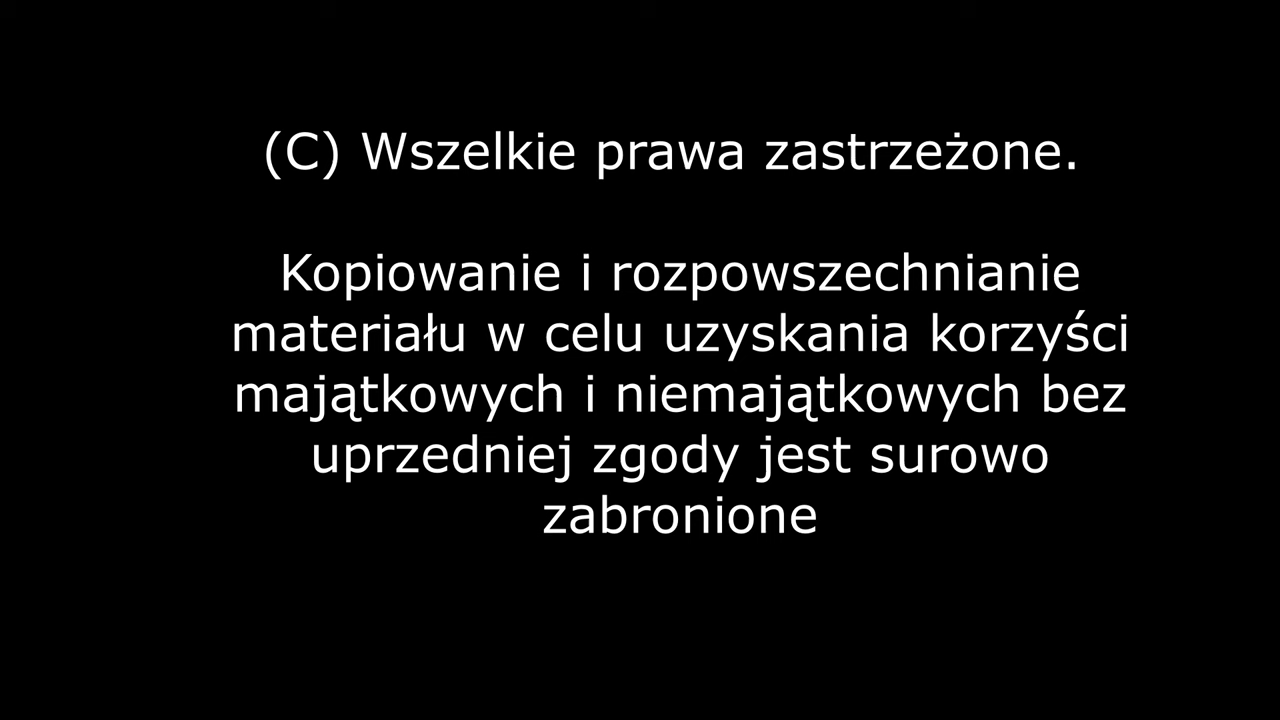 (C) Wszelkie prawa zastrzeżone.
Kopiowanie i rozpowszechnianie
materiału w celu uzyskania korzyści
majątkowych i niemajątkowych bez
uprzedniej zgody jest surowo
zabronione